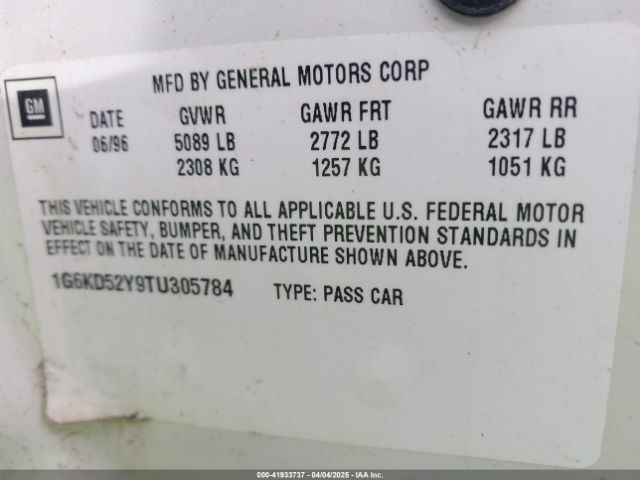 MFD BY GENERAL MOTORS CORP
GM
DATE GVWR GAWR FRT GAWR RR
06/96 5089 LB 2772 LB 2317 LB
2308 KG 1257 KG 1051 KG
THIS VEHICLE CONFORMS TO ALL APPLICABLE U.S. FEDERAL MOTOR
VEHICLE SAFETY, BUMPER, AND THEFT PREVENTION STANDARDS IN
EFFECT ON THE DATE OF MANUFACTURE SHOWN ABOVE.
1G6KD52Y9TU305784 TYPE: PASS CAR
000-41933737 - 04/04/2025 - IAA Inc.